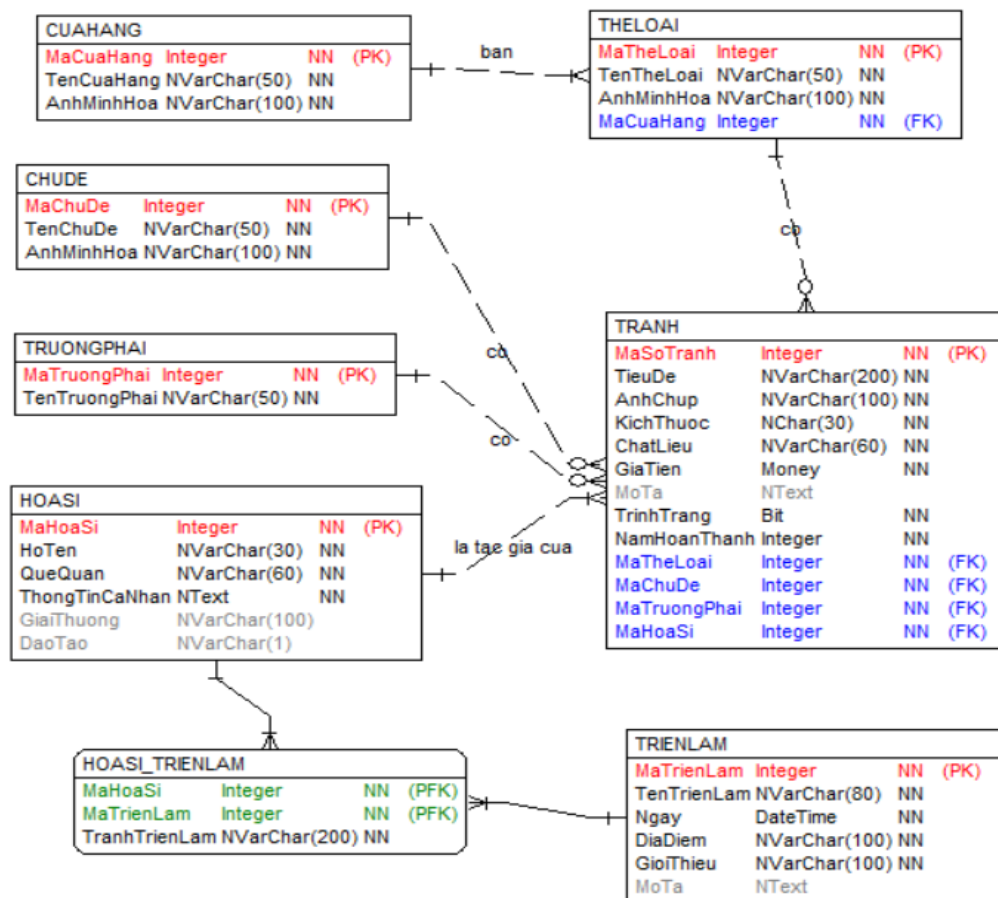 CUAHANG
MaCuaHang Integer NN (PK)
TenCuaHang NVarChar(50) NN
AnhMinhHoa NVarChar(100) NN
ban
THELOAI
MaTheLoai Integer NN (PK)
TenTheLoai NVarChar(50) NN
AnhMinhHoa NVarChar(100) NN
MaCuaHang Integer NN (FK)
CHUDE
MaChuDe Integer NN (PK)
TenChuDe NVarChar(50) NN
AnhMinhHoa NVarChar(100) NN
co
co
TRUONGPHAI
MaTruongPhai Integer NN (PK)
TenTruongPhai NVarChar(50) NN
co
TRANH
MaSoTranh Integer NN (PK)
TieuDe NVarChar(200) NN
AnhChup NVarChar(100) NN
KichThuoc NChar(30) NN
ChatLieu NVarChar(60) NN
GiaTien Money NN
MoTa NText
TrinhTrang Bit NN
NamHoanThanh Integer NN
MaTheLoai Integer NN (FK)
MaChuDe Integer NN (FK)
MaTruongPhai Integer NN (FK)
MaHoaSi Integer NN (FK)
HOASI
MaHoaSi Integer NN (PK)
HoTen NVarChar(30) NN
QueQuan NVarChar(60) NN
ThongTinCaNhan NText NN
GiaiThuong NVarChar(100)
DaoTao NVarChar(1)
la tac gia cua
HOASI_TRIENLAM
MaHoaSi Integer NN (PFK)
MaTrienLam Integer NN (PFK)
TranhTrienLam NVarChar(200) NN
TRIENLAM
MaTrienLam Integer NN (PK)
TenTrienLam NVarChar(80) NN
Ngay DateTime NN
DiaDiem NVarChar(100) NN
GioiThieu NVarChar(100) NN
MoTa NText